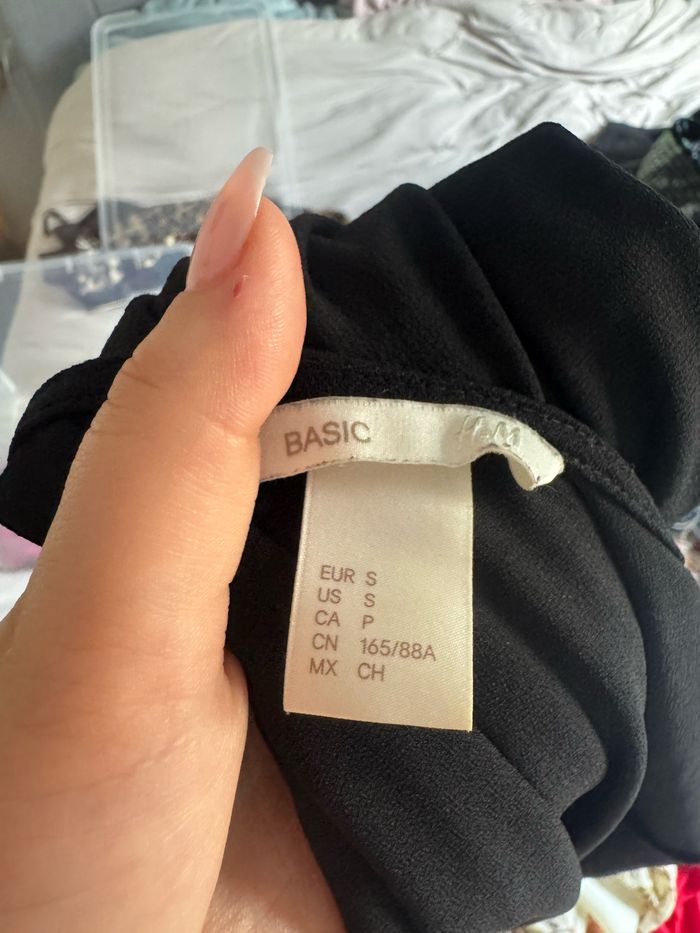 BASIC H&M
EUR S
US S
CA P
CN 165/88A
MX CH